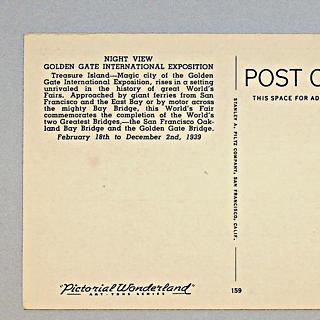 NIGHT VIEW
GOLDEN GATE INTERNATIONAL EXPOSITION
Treasure Island—Magic city of the Golden
Gate International Exposition, rises in a setting
unrivaled in the history of great World's
Fairs. Approached by giant ferries from San
Francisco and the East Bay or by motor across
the mighty Bay Bridge, this World's Fair
commemorates the completion of the World's
two Greatest Bridges,—the San Francisco Oak-
land Bay Bridge and the Golden Gate Bridge.
February 18th to December 2nd, 1939
"Pictorial Wonderland"
ART-TONE SERIES
STANLEY A. PILTZ COMPANY, SAN FRANCISCO, CALIF.
159
POST C
THIS SPACE FOR AD